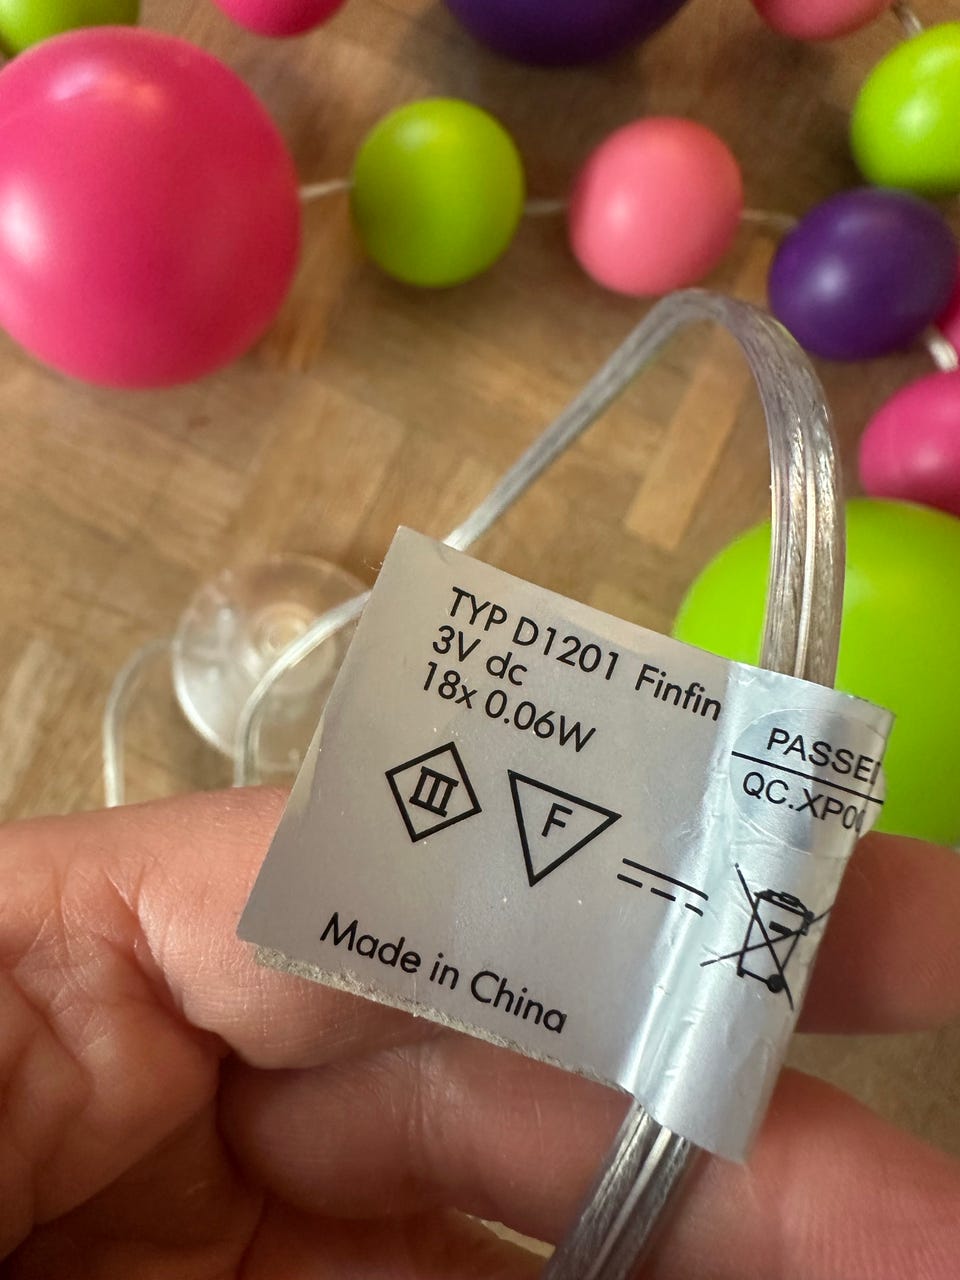 TYP D1201 Finfin
3V dc
18x 0.06W
III
F
PASSE
QC.XP0
Made in China